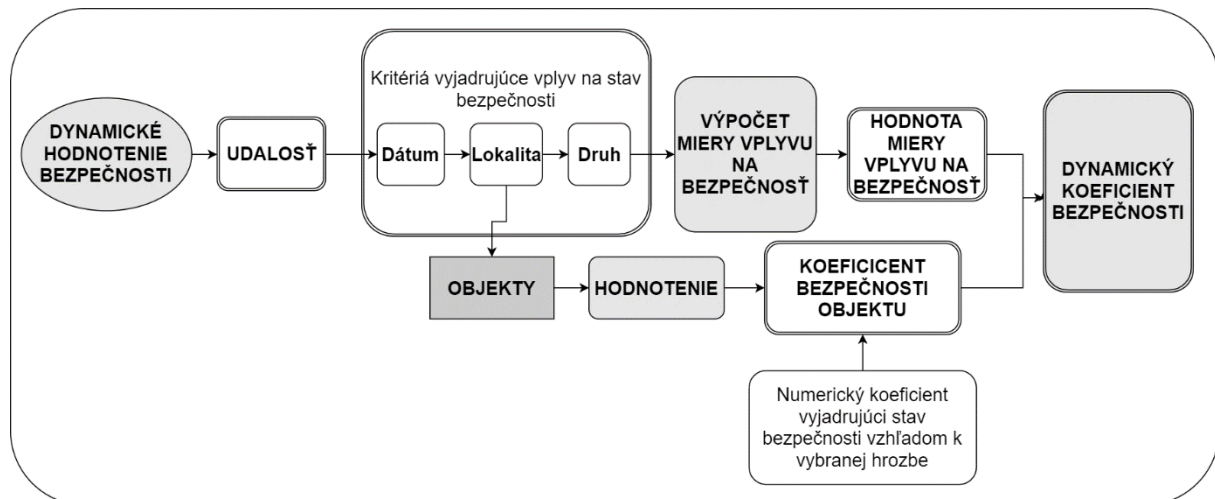 DYNAMICKÉ
HODNOTENIE
BEZPEČNOSTI
UDALOSŤ
Kritériá vyjadrujúce vplyv na stav
bezpečnosti
Dátum
Lokalita
Druh
VÝPOČET
MIERY VPLYVU
NA
BEZPEČNOSŤ
HODNOTA
MIERY
VPLYVU NA
BEZPEČNOSŤ
DYNAMICKÝ
KOEFICIENT
BEZPEČNOSTI
OBJEKTY
HODNOTENIE
KOEFICICENT
BEZPEČNOSTI
OBJEKTU
Numerický koeficient
vyjadrujúci stav
bezpečnosti vzhľadom k
vybranej hrozbe